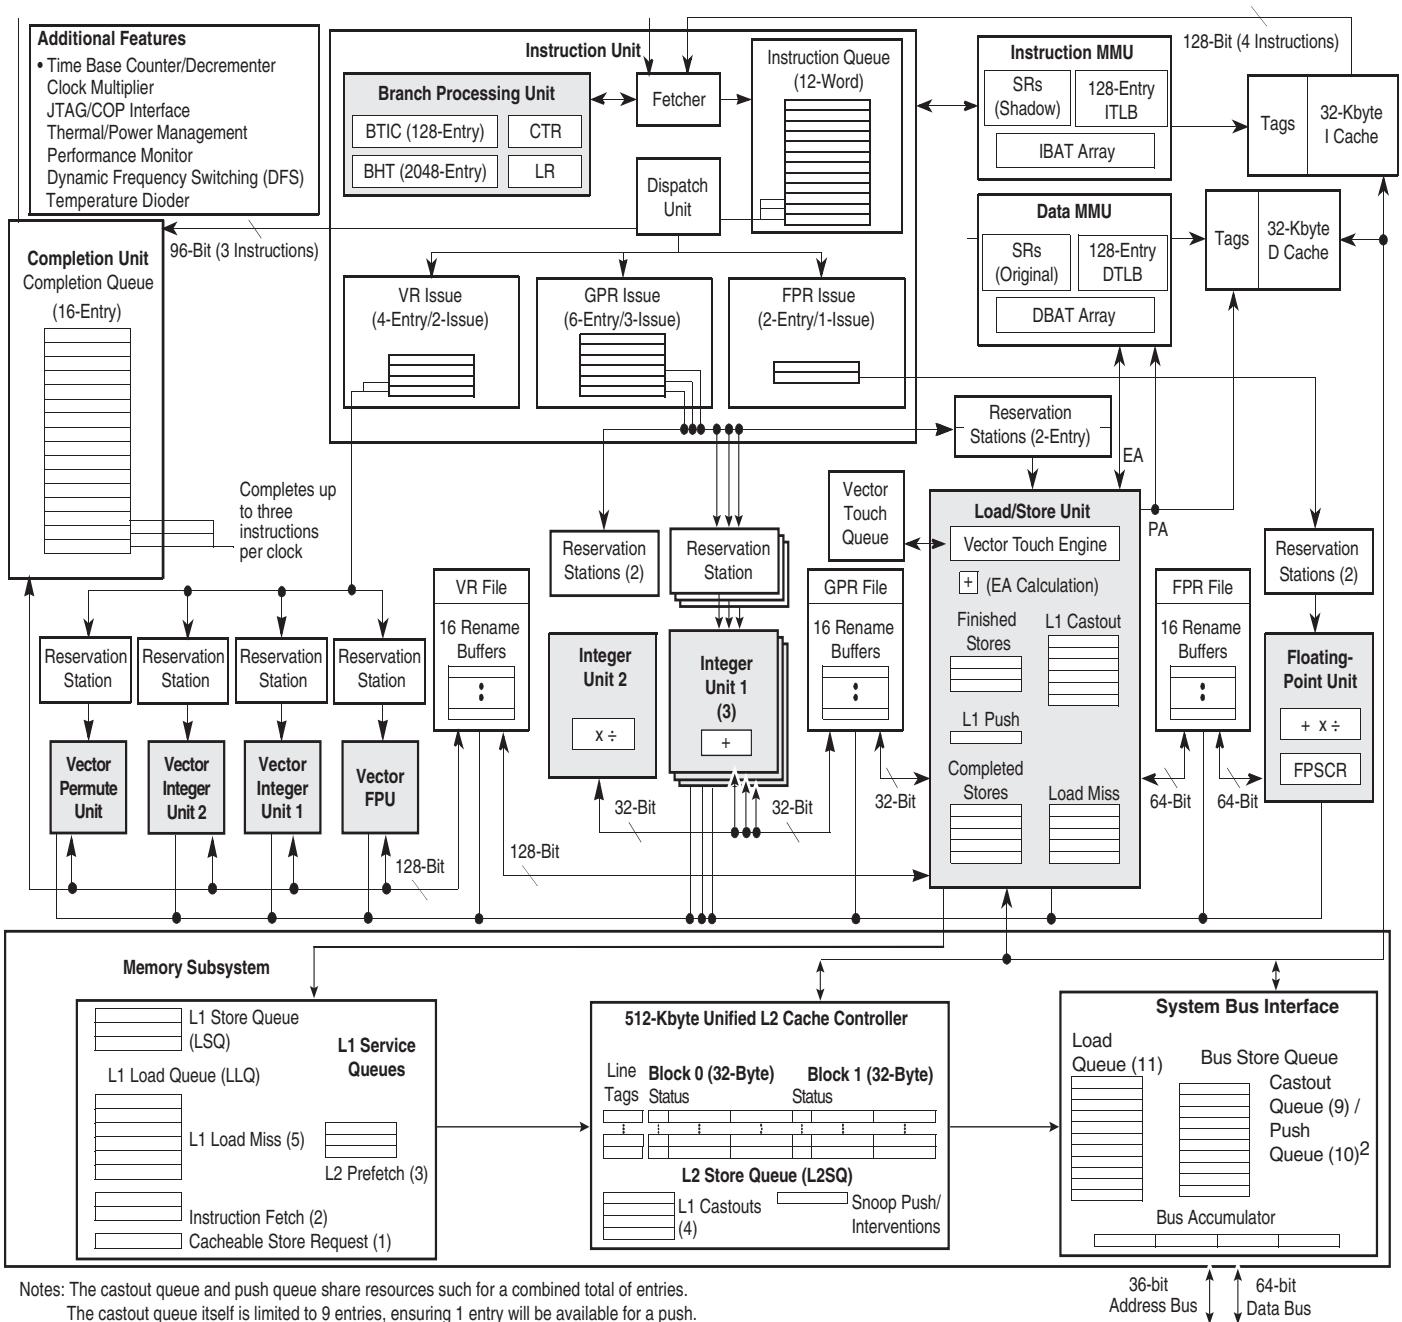 Additional Features
• Time Base Counter/Decrementer
Clock Multiplier
JTAG/COP Interface
Thermal/Power Management
Performance Monitor
Dynamic Frequency Switching (DFS)
Temperature Dioder
Instruction Unit
Branch Processing Unit
BTIC (128-Entry)
CTR
BHT (2048-Entry)
LR
Fetcher
Instruction Queue
(12-Word)
Dispatch
Unit
Instruction MMU
SRs
(Shadow)
128-Entry
ITLB
IBAT Array
128-Bit (4 Instructions)
Tags
32-Kbyte
I Cache
Data MMU
SRs
(Original)
128-Entry
DTLB
DBAT Array
Tags
32-Kbyte
D Cache
96-Bit (3 Instructions)
Completion Unit
Completion Queue
(16-Entry)
Completes up
to three
instructions
per clock
VR Issue
(4-Entry/2-Issue)
GPR Issue
(6-Entry/3-Issue)
FPR Issue
(2-Entry/1-Issue)
Reservation
Stations (2-Entry)
EA
PA
Vector
Touch
Queue
Load/Store Unit
Vector Touch Engine
+
(EA Calculation)
Finished
Stores
L1 Castout
L1 Push
Completed
Stores
Load Miss
Reservation
Stations (2)
Reservation
Station
Reservation
Stations (2)
VR File
16 Rename
Buffers
GPR File
16 Rename
Buffers
FPR File
16 Rename
Buffers
Reservation
Station
Reservation
Station
Reservation
Station
Reservation
Station
Integer
Unit 2
x ÷
Integer
Unit 1
(3)
+
Floating-
Point Unit
+ x ÷
FPSCR
Vector
Permute
Unit
Vector
Integer
Unit 2
Vector
Integer
Unit 1
Vector
FPU
32-Bit
32-Bit
32-Bit
64-Bit
64-Bit
128-Bit
128-Bit
Memory Subsystem
L1 Store Queue
(LSQ)
L1 Service
Queues
L1 Load Queue (LLQ)
L1 Load Miss (5)
L2 Prefetch (3)
Instruction Fetch (2)
Cacheable Store Request (1)
512-Kbyte Unified L2 Cache Controller
Line
Tags
Block 0 (32-Byte)
Status
Block 1 (32-Byte)
Status
L2 Store Queue (L2SQ)
L1 Castouts
(4)
Snoop Push/
Interventions
System Bus Interface
Load
Queue (11)
Bus Store Queue
Castout
Queue (9) /
Push
Queue (10)2
Bus Accumulator
36-bit
Address Bus
64-bit
Data Bus
Notes: The castout queue and push queue share resources such for a combined total of entries.
The castout queue itself is limited to 9 entries, ensuring 1 entry will be available for a push.